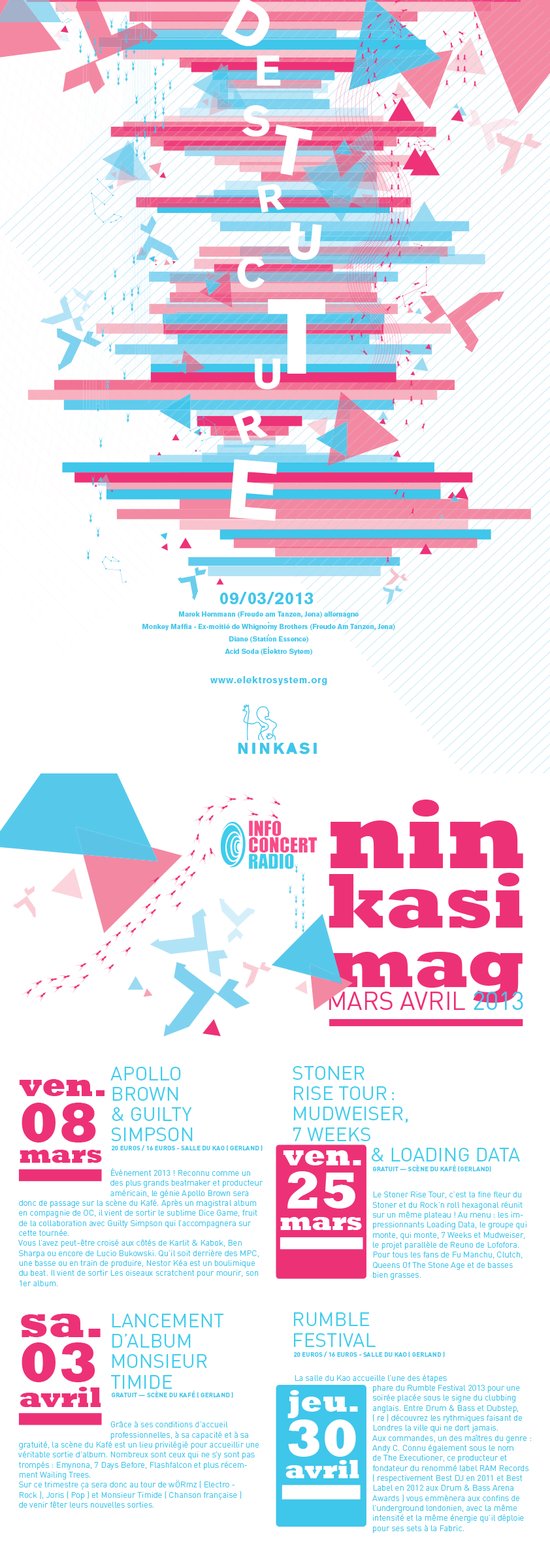 DESTRUCTURÉ
09/03/2013
Marek Hemmann (Freude am Tanzen, Jena) allemagne
Monkey Maffia - Ex-moitié de Whignomy Brothers (Freude Am Tanzen, Jena)
Diane (Station Essence)
Acid Soda (Elektro Sytem)
www.elektrosystem.org
NINKASI
INFO
CONCERT
RADIO
nin
kasi
mag
MARS AVRIL 2013
ven.
08
mars
APOLLO
BROWN
& GUILTY
SIMPSON
20 EUROS / 16 EUROS - SALLE DU KAO ( GERLAND )
Évènement 2013 ! Reconnu comme un
des plus grands beatmaker et producteur
américain, le génie Apollo Brown sera
donc de passage sur la scène du Kafé. Après un magistral album
en compagnie de OC, il vient de sortir le sublime Dice Game, fruit
de la collaboration avec Guilty Simpson qui l'accompagnera sur
cette tournée.
Vous l'avez peut-être croisé aux côtés de Karlit & Kabok, Ben
Sharpa ou encore de Lucio Bukowski. Qu'il soit derrière des MPC,
une basse ou en train de produire, Nestor Kéa est un boulimique
du beat. Il vient de sortir Les oiseaux scratchent pour mourir, son
1er album.
STONER
RISE TOUR :
MUDWEISER,
7 WEEKS
& LOADING DATA
GRATUIT — SCÈNE DU KAFÉ (GERLAND)
ven.
25
mars
Le Stoner Rise Tour, c'est la fine fleur du
Stoner et du Rock'n roll hexagonal réunit
sur un même plateau ! Au menu : les im-
pressionnants Loading Data, le groupe qui
monte, qui monte, 7 Weeks et Mudweiser,
le projet parallèle de Reuno de Lofofora.
Pour tous les fans de Fu Manchu, Clutch,
Queens Of The Stone Age et de basses
bien grasses.
sa.
03
avril
LANCEMENT
D'ALBUM
MONSIEUR
TIMIDE
GRATUIT — SCÈNE DU KAFÉ ( GERLAND )
Grâce à ses conditions d'accueil
professionnelles, à sa capacité et à sa
gratuité, la scène du Kafé est un lieu privilégié pour accueillir une
véritable sortie d'album. Nombreux sont ceux qui ne s'y sont pas
trompés : Emynona, 7 Days Before, Flashfalcon et plus récem-
ment Wailing Trees.
Sur ce trimestre ça sera donc au tour de wÖRmz ( Electro -
Rock ), Joris ( Pop ) et Monsieur Timide ( Chanson française )
de venir fêter leurs nouvelles sorties.
RUMBLE
FESTIVAL
20 EUROS / 16 EUROS - SALLE DU KAO ( GERLAND )
jeu.
30
avril
La salle du Kao accueille l'une des étapes
phare du Rumble Festival 2013 pour une
soirée placée sous le signe du clubbing
anglais. Entre Drum & Bass et Dubstep,
( re ) découvrez les rythmiques faisant de
Londres la ville qui ne dort jamais.
Aux commandes, un des maîtres du genre :
Andy C. Connu également sous le nom
de The Executioner, ce producteur et
fondateur du renommé label RAM Records
( respectivement Best DJ en 2011 et Best
Label en 2012 aux Drum & Bass Arena
Awards ) vous emmènera aux confins de
l'underground londonien, avec la même
intensité et la même énergie qu'il déploie
pour ses sets à la Fabric.